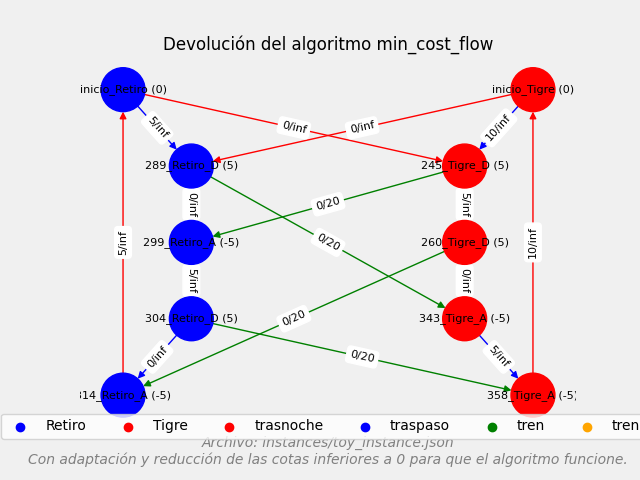 Devolución del algoritmo min_cost_flow
inicio_Retiro (0)
inicio_Tigre (0)
0/inf
0/inf
5/inf
10/inf
289_Retiro_D (5)
245_Tigre_D (5)
0/inf
0/20
5/inf
299_Retiro_A (-5)
0/20
260_Tigre_D (5)
5/inf
10/inf
5/inf
0/inf
304_Retiro_D (5)
0/20
343_Tigre_A (-5)
0/inf
0/20
5/inf
14_Retiro_A (-5)
358_Tigre_A (-5)
Retiro Tigre trasnoche traspaso tren tren
Archivo: instances/toy_instance.json
Con adaptación y reducción de las cotas inferiores a 0 para que el algoritmo funcione.